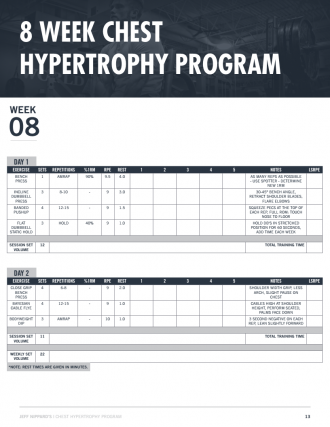 8 WEEK CHEST
HYPERTROPHY PROGRAM
WEEK
08
DAY 1
EXERCISE SETS REPETITIONS %1RM RPE REST 1 2 3 4 5 NOTES LSRPE
BENCH PRESS 1 AMRAP 90% 9.5 4.0 AS MANY REPS AS POSSIBLE - USE SPOTTER - DETERMINE NEW 1RM
INCLINE DUMBBELL PRESS 3 8-10 - 9 3.0 30-45° BENCH ANGLE, RETRACT SHOULDER BLADES, FLARE ELBOWS
BANDED PUSHUP 4 12-15 - 9 1.5 SQUEEZE PECS AT THE TOP OF EACH REP, FULL ROM, TOUCH NOSE TO FLOOR
FLAT DUMBBELL STATIC HOLD 3 HOLD 40% 9 1.0 HOLD DB'S IN STRETCHED POSITION FOR 40 SECONDS, ADD TIME EACH WEEK
SESSION SET VOLUME TOTAL TRAINING TIME
DAY 2
EXERCISE SETS REPETITIONS %1RM RPE REST 1 2 3 4 5 NOTES LSRPE
CLOSE GRIP BENCH PRESS 4 - 9 2.0 SHOULDER WIDTH GRIP, LESS ARCH, SLIGHT PAUSE ON CHEST
CABLE FLYE 4 12-15 - 9 1.0 CABLES HIGH AT SHOULDER HEIGHT, PERFORM SEATED, PALMS FACE DOWN
BODYWEIGHT DIP 3 AMRAP - 10 1.0 3 SECOND NEGATIVE ON EACH REP, LEAN SLIGHTLY FORWARD
SESSION SET VOLUME 11 TOTAL TRAINING TIME
WEEKLY SET VOLUME
*NOTE: REST TIMES ARE GIVEN IN MINUTES.
JEFF NIPPARD'S | CHEST HYPERTROPHY PROGRAM
13